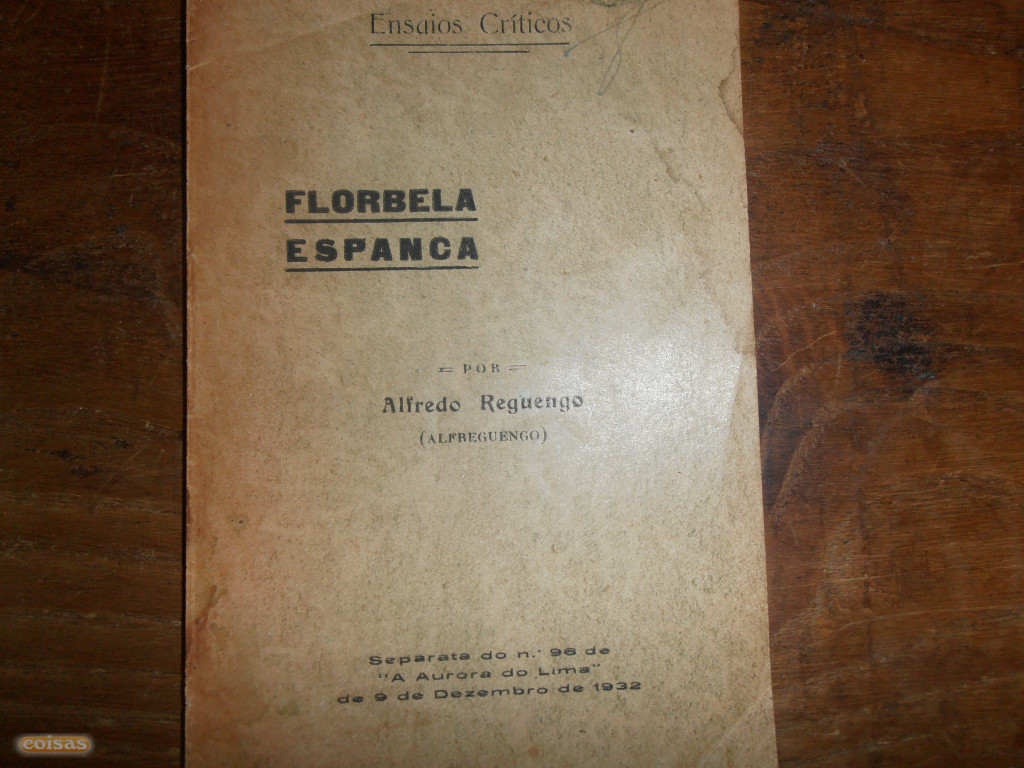 Ensaios Críticos
FLORBELA
ESPANCA
= POR =
Alfredo Reguengo
(ALFREGUENGO)
Separata do n.º 96 de
"A Aurora do Lima"
de 9 de Dezembro de 1932
coisas